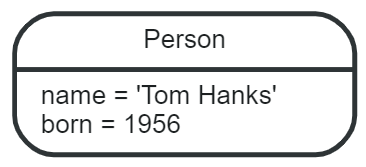 Person
name = 'Tom Hanks'
born = 1956